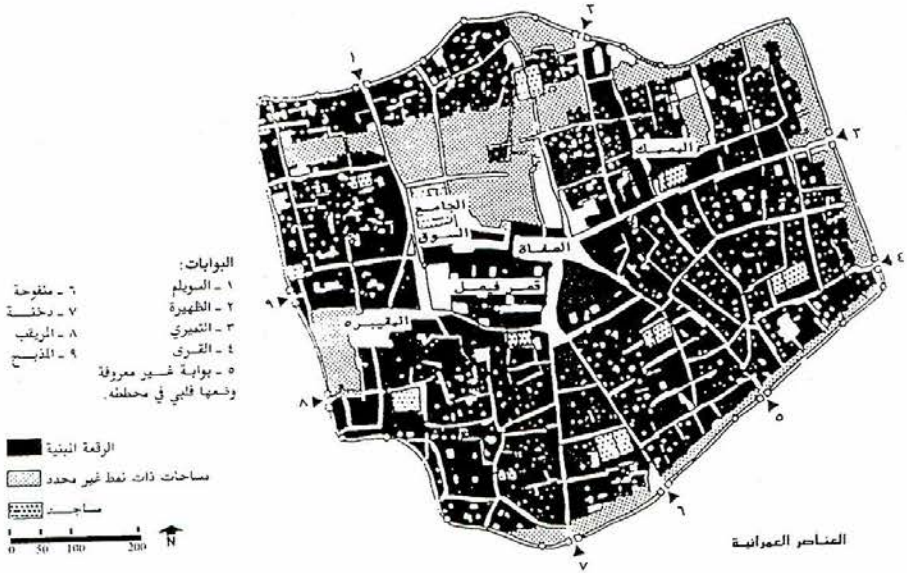 ١
٢
٣
البطيك
الجامع
السوق
الصفاة
قصر فيصل
المقيبره
٤
٥
٦
٧
٨
٩
البوابات:
١ ـ السويلم
٢ ـ الظهيرة
٣ ـ الثميري
٤ ـ القرى
٥ ـ بوابة غير معروفة
وضعها فلبي في مخططه.
٦ ـ منفوحة
٧ ـ دخنة
٨ ـ المريقب
٩ ـ المذبح
الرقعة المبنية
مساحات ذات نمط غير محدد
مساجد
0 50 100 200
N
العناصر العمرانية